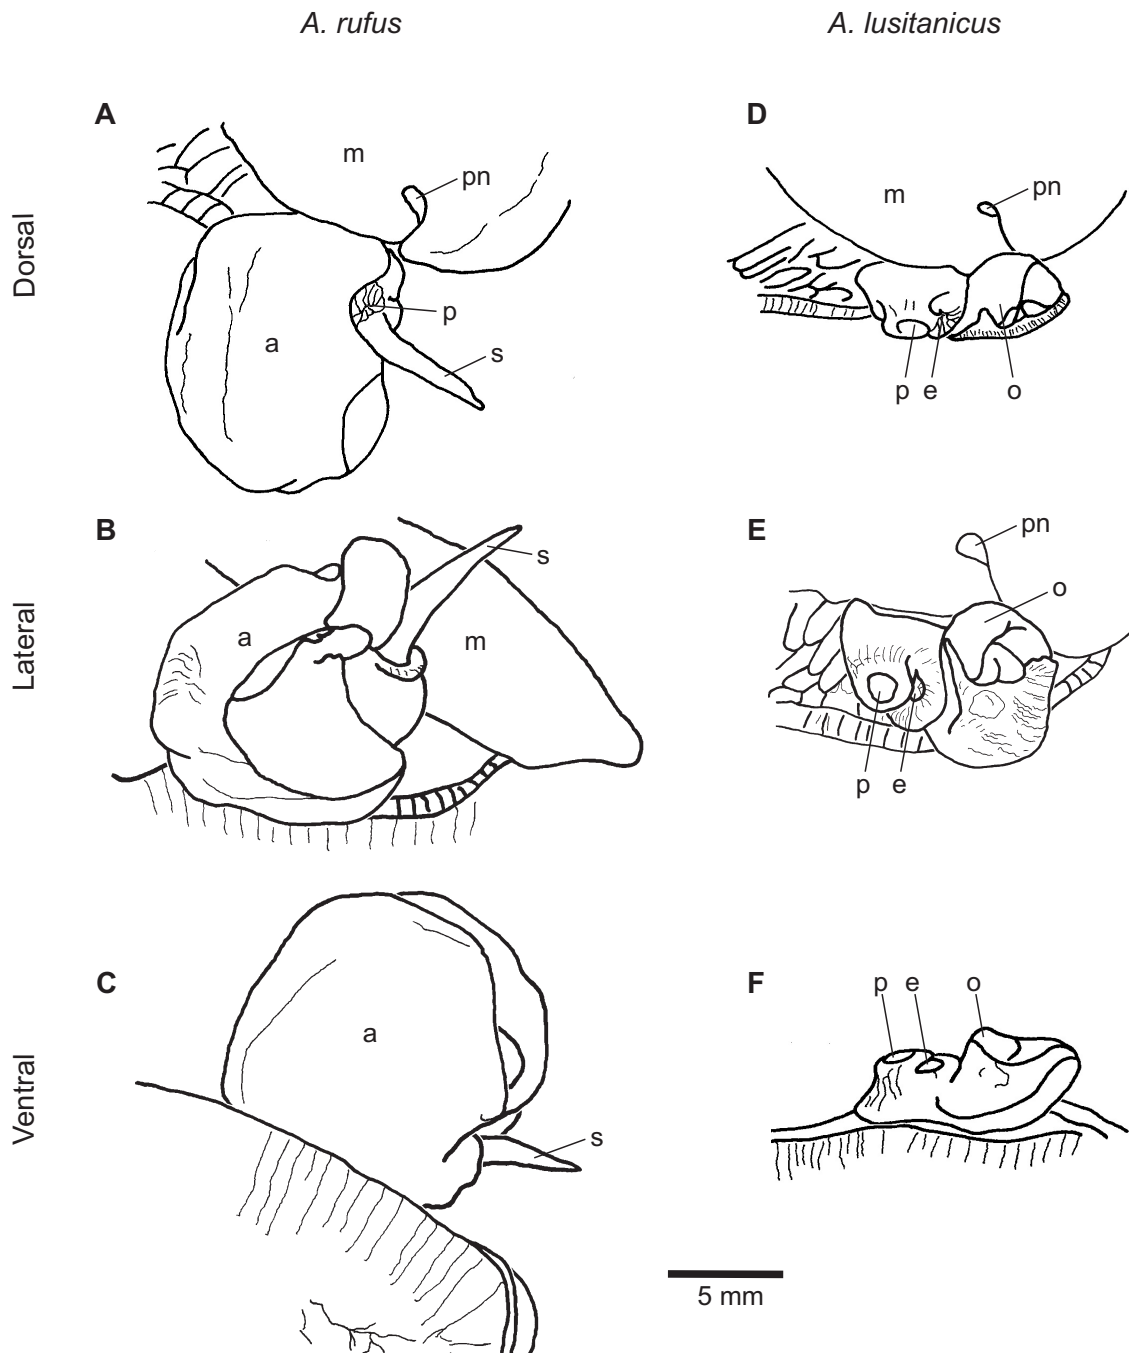 A. rufus
A. lusitanicus
Dorsal
A
m
pn
p
a
s
D
m
pn
p
e
o
Lateral
B
s
a
m
E
pn
o
p
e
Ventral
C
a
s
F
p
e
o
5 mm